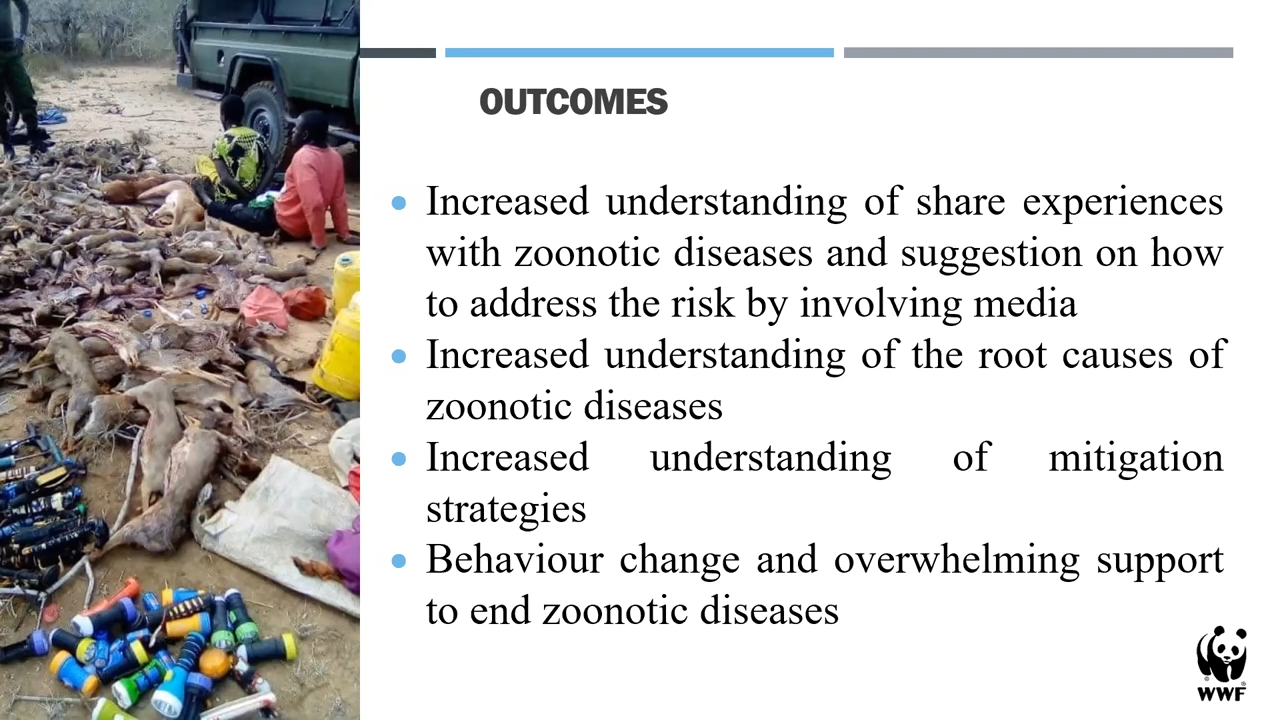 OUTCOMES
Increased understanding of share experiences
with zoonotic diseases and suggestion on how
to address the risk by involving media
Increased understanding of the root causes of
zoonotic diseases
Increased understanding of mitigation
strategies
Behaviour change and overwhelming support
to end zoonotic diseases
WWF